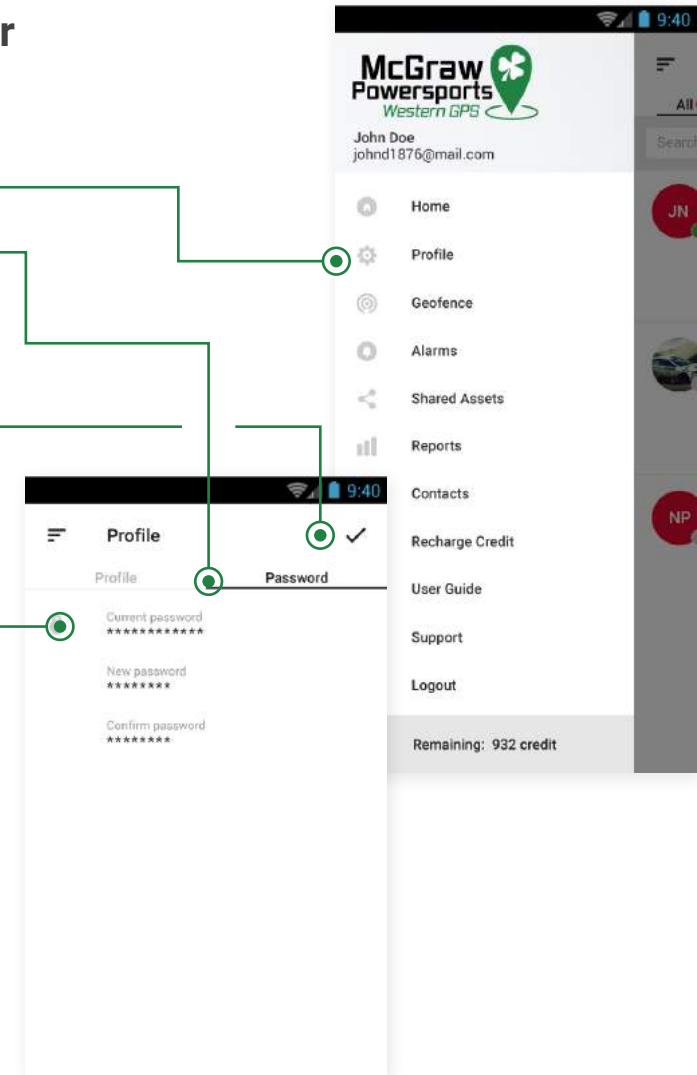 r
9:40
McGraw
Powersports
Western GPS
John Doe
johnd1876@mail.com
All
Search
Home
JN
Profile
Geofence
Alarms
Shared Assets
Reports
Contacts
NP
Recharge Credit
User Guide
Support
Logout
Remaining: 932 credit
9:40
Profile
Profile Password
Current password
************
New password
********
Confirm password
********